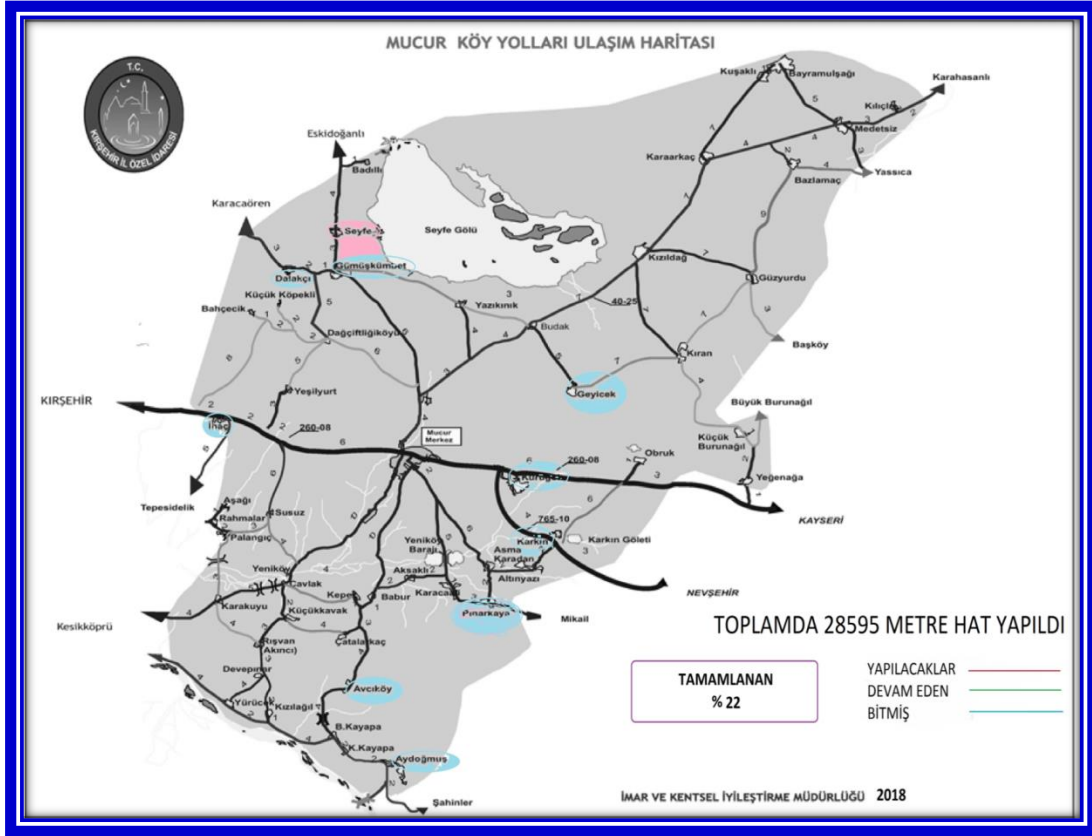 MUCUR KÖY YOLLARI ULAŞIM HARİTASI
T.C.
KIRŞEHİR İL ÖZEL İDARESİ
Kuşaklı
Bayramuşağı
Karahasanlı
Kılıçlı
Medetsiz
Eskidoğanlı
Badıllı
Karaarkaç
Bazlamaç
Yassıca
Karacaören
Seyfe
Seyfe Gölü
Gümüşkümbet
Dalakçı
Kızıldağ
Güzyurdu
Küçük Köpekli
Bahçecik
Yazıkınık
40-25
Dağçiftliğiköyü
Budak
Başköy
Kıran
Yeşilyurt
Geyicek
KIRŞEHİR
Büyük Burunağıl
İnaç
260-08
Mucur
Merkez
Küçük
Burunağıl
Obruk
260-08
Yeğenağa
Tepesidelik
Aşağı
Rahmalar
Susuz
765-10
KAYSERİ
Palangıç
Karkın
Karkın Göleti
Yeniköy
Barajı
Asma
Karadan
Yeniköy
Cavlak
Aksaklı
Altınyazı
Kepez
Babur
Karacaali
NEVŞEHİR
Karakuyu
Küçükkavak
Pınarkaya
Mikail
Kesikköprü
Rışvan
Akıncı)
Çatalarkaç
TOPLAMDA 28595 METRE HAT YAPILDI
Devepınar
TAMAMLANAN
% 22
YAPILACAKLAR
DEVAM EDEN
BİTMİŞ
Avcıköy
Yürücek
Kızılağıl
B.Kayapa
K.Kayapa
Aydoğmuş
Şahinler
İMAR VE KENTSEL İYİLEŞTİRME MÜDÜRLÜĞÜ 2018